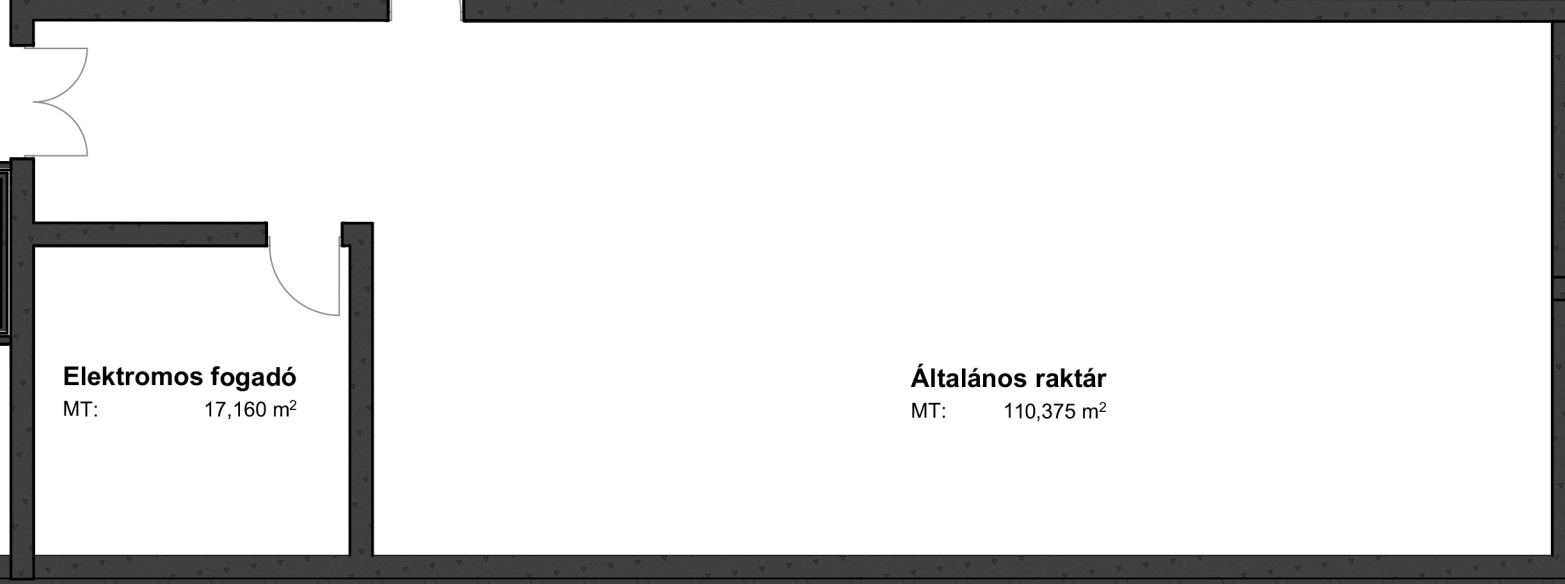 Elektromos fogadó
MT: 17,160 m²
Általános raktár
MT: 110,375 m²